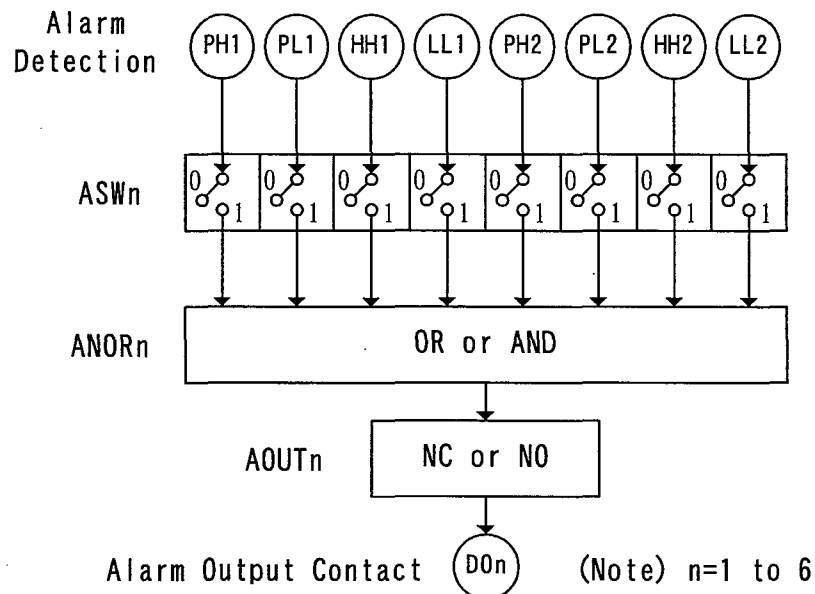 Alarm
Detection
PH1 PL1 HH1 LL1 PH2 PL2 HH2 LL2
ASWn
0 0 0 0 0 0 0 0
1 1 1 1 1 1 1 1
ANORn
OR or AND
AOUTn
NC or NO
Alarm Output Contact
DOn
(Note) n=1 to 6